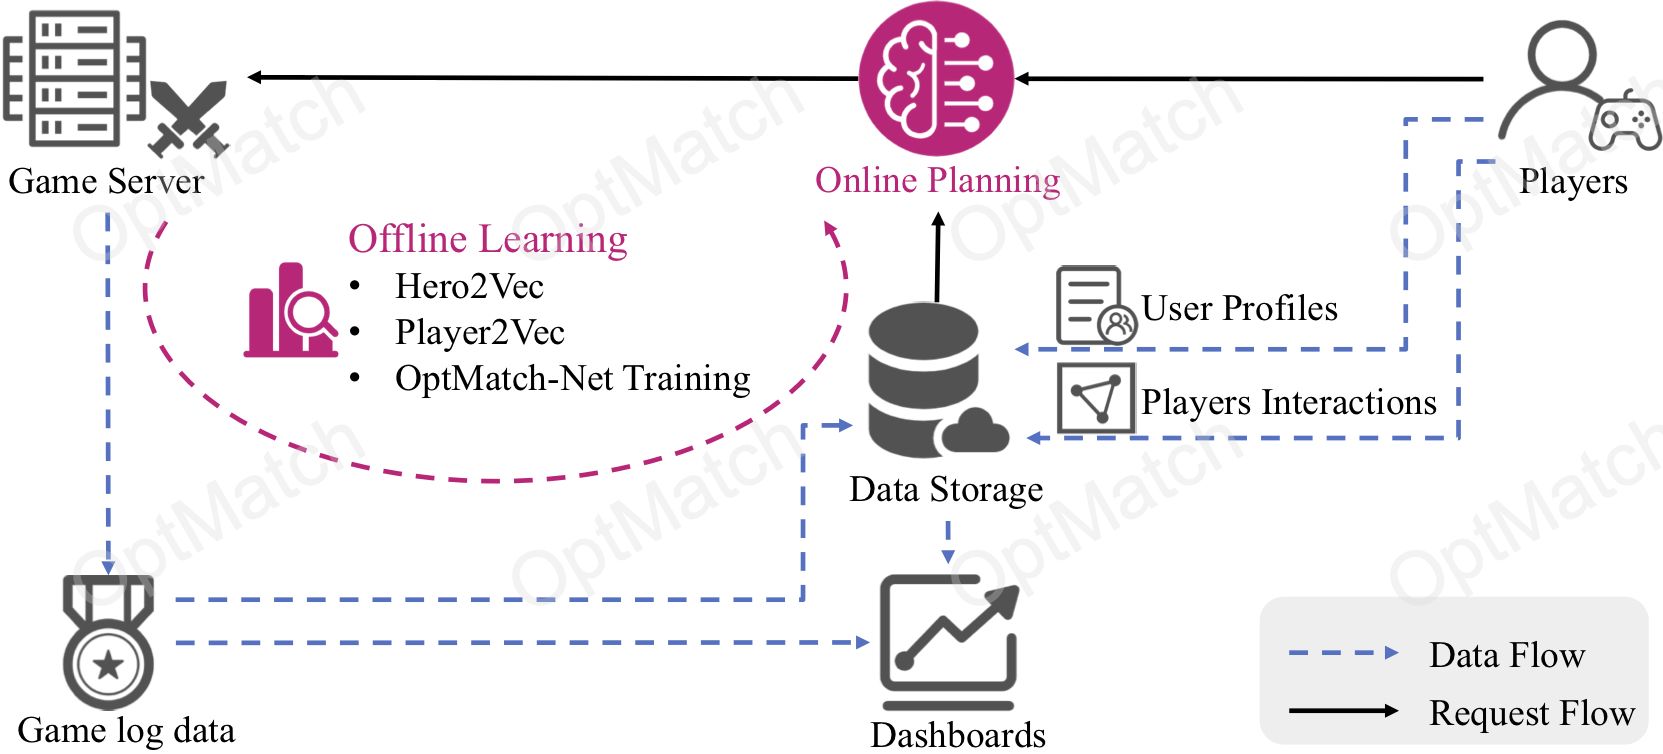 Game Server
Online Planning
Players
Offline Learning
• Hero2Vec
• Player2Vec
• OptMatch-Net Training
User Profiles
Players Interactions
Data Storage
Game log data
Dashboards
Data Flow
Request Flow
OptMatch
OptMatch
OptMatch
OptMatch
OptMatch
OptMatch
OptMatch
OptMatch